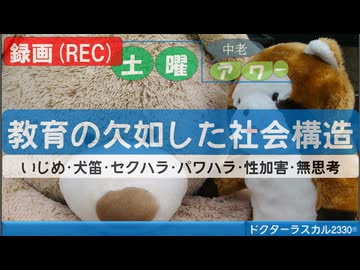 録画(REC)
土曜
中老
アワー
教育の欠如した社会構造
いじめ・犬笛・セクハラ・パワハラ・性加害・無思考
ドクターラスカル2330®